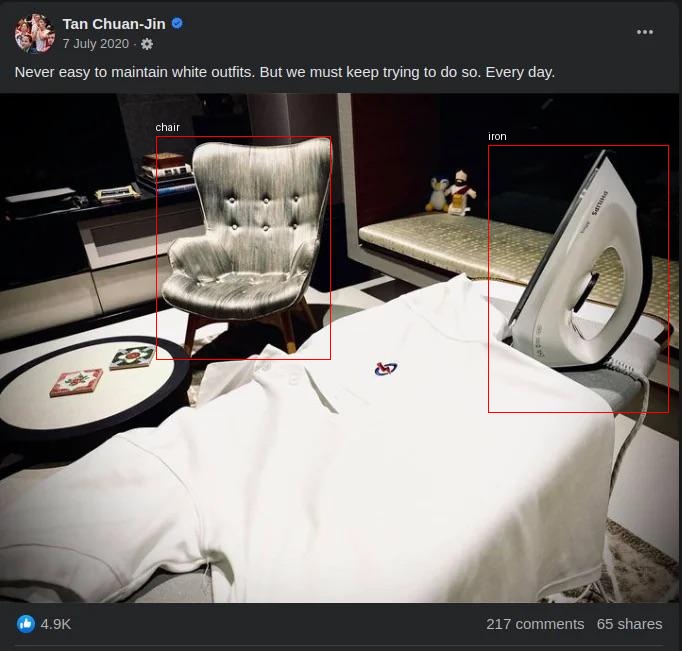 Tan Chuan-Jin
7 July 2020 ·
Never easy to maintain white outfits. But we must keep trying to do so. Every day.
chair
iron
PHILIPS
4.9K
217 comments 65 shares